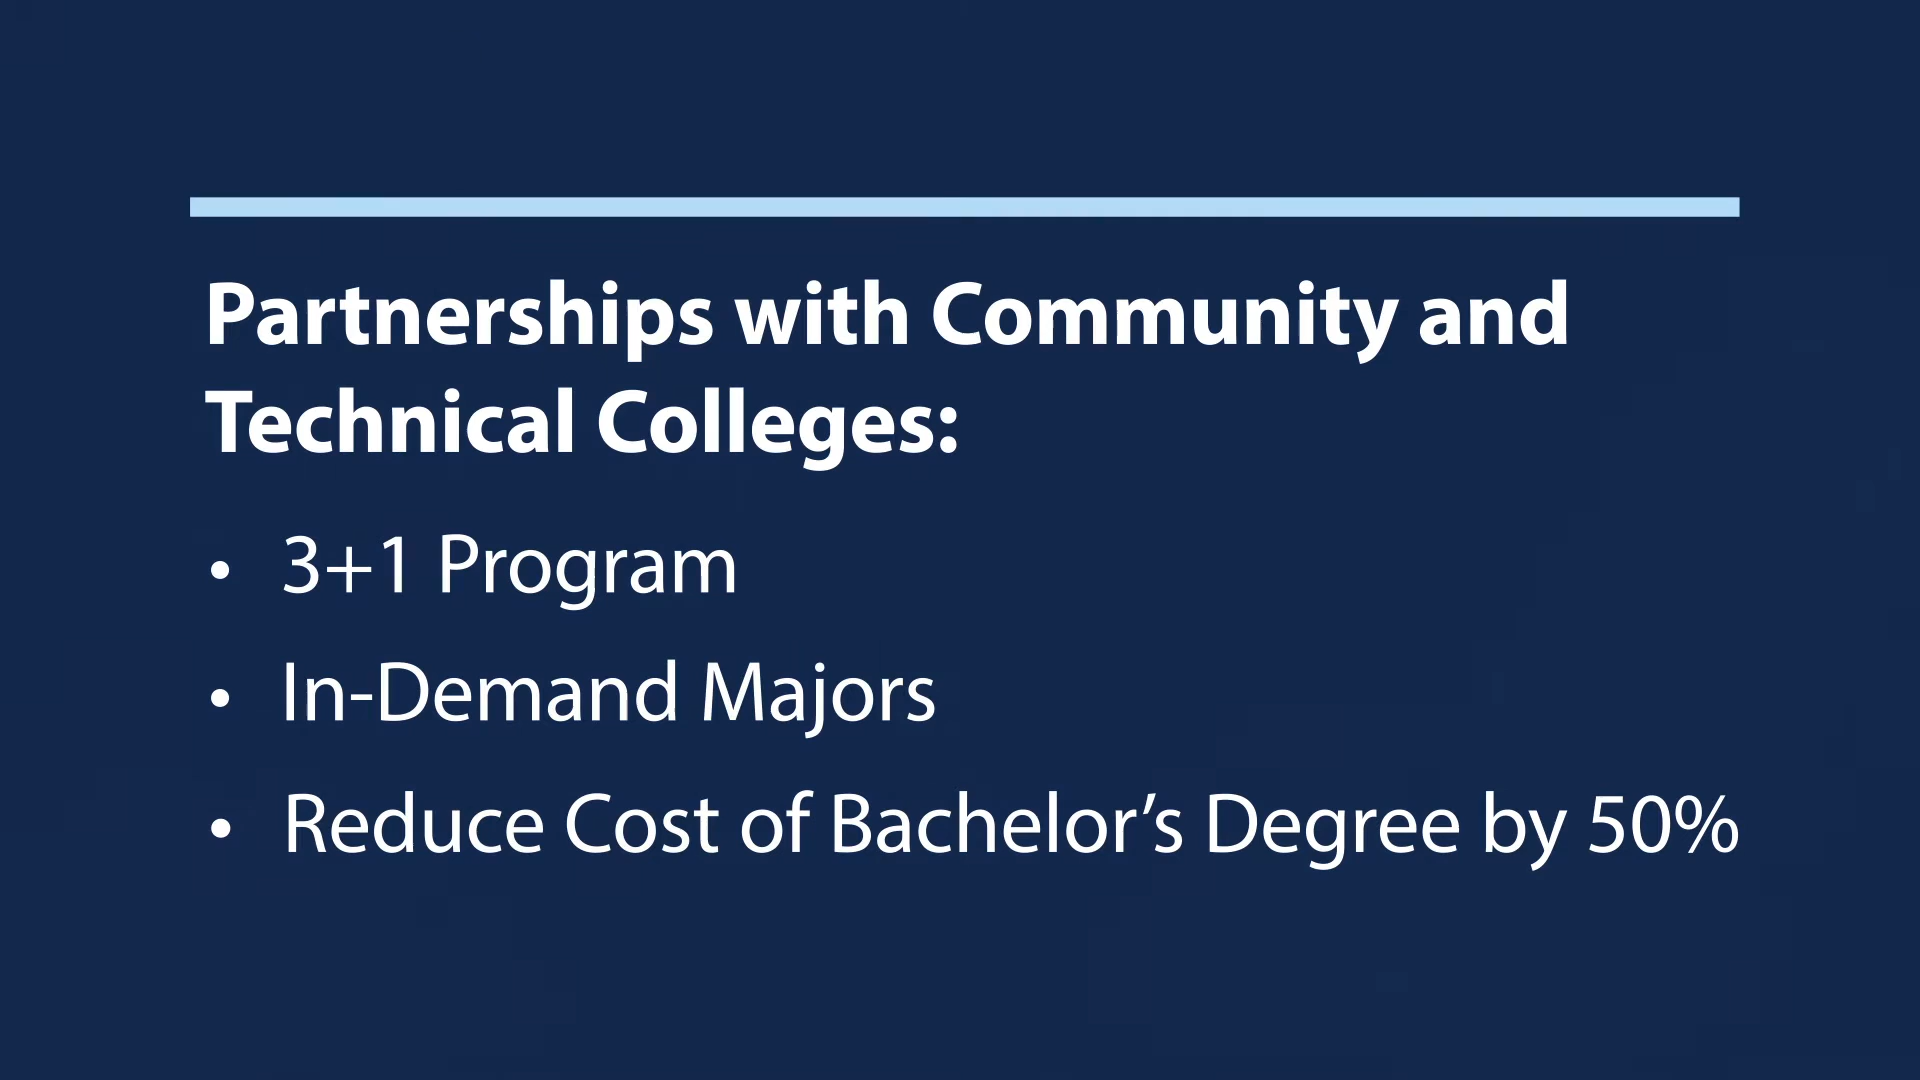 Partnerships with Community and
Technical Colleges:
• 3+1 Program
• In-Demand Majors
• Reduce Cost of Bachelor’s Degree by 50%